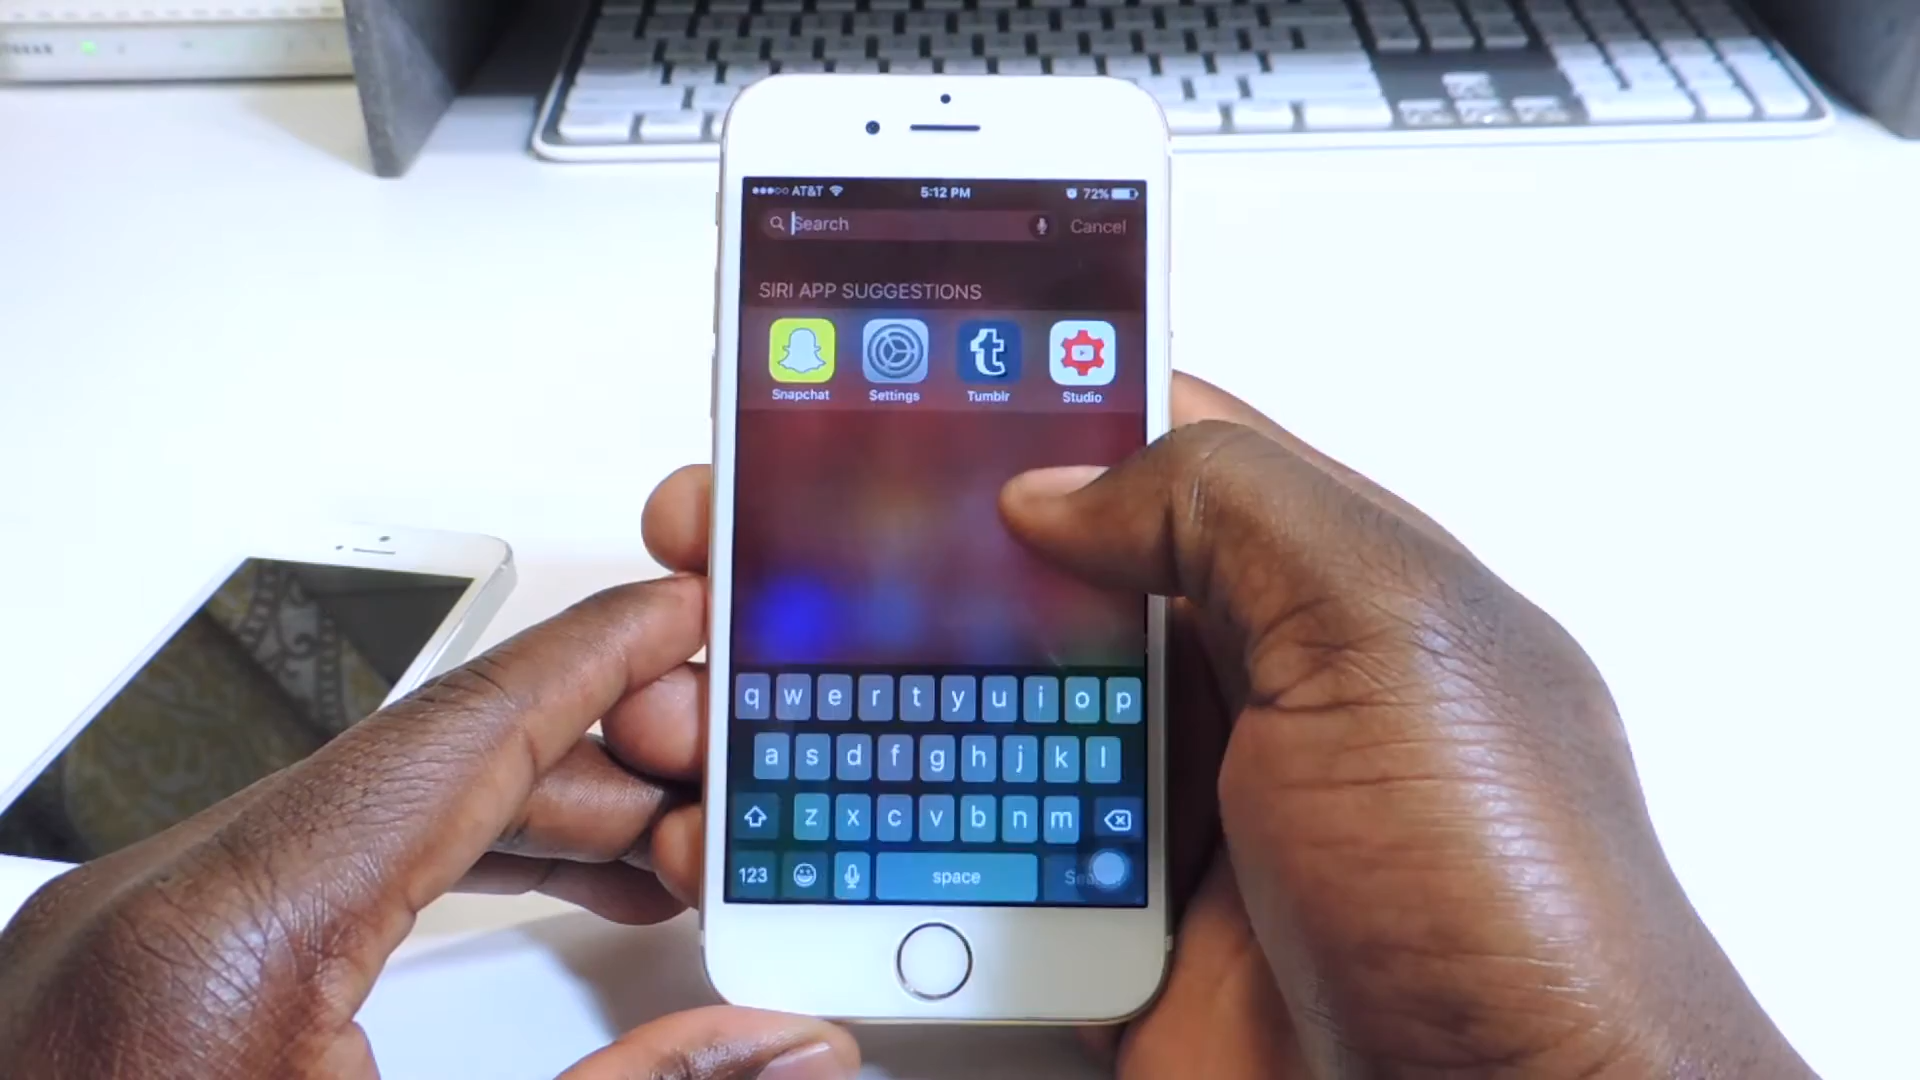 AT&T 5:12 PM 72%
Search Cancel
SIRI APP SUGGESTIONS
Snapchat Settings Tumblr Studio
q w e r t y u i o p
a s d f g h j k l
z x c v b n m
123 space